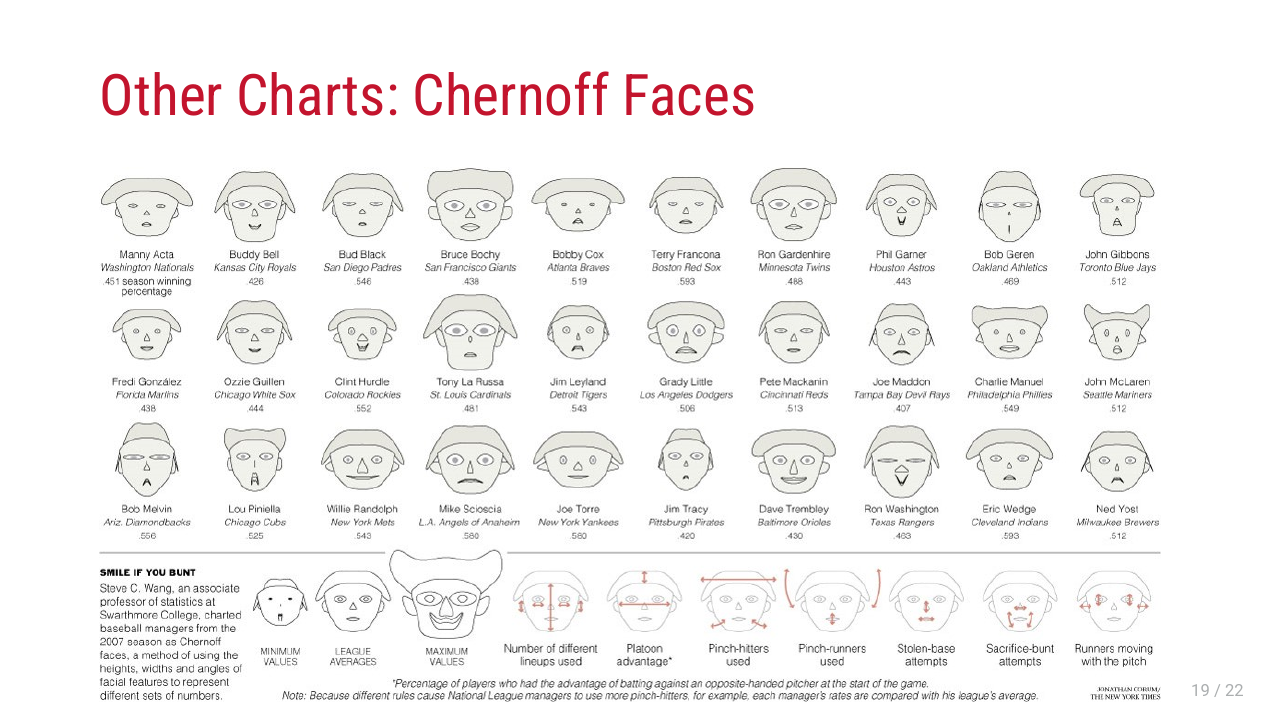 Other Charts: Chernoff Faces
Manny Acta Buddy Bell Bud Black Bruce Bochy Bobby Cox Terry Francona Ron Gardenhire Phil Garner Bob Geren John Gibbons
Washington Nationals Kansas City Royals San Diego Padres San Francisco Giants Atlanta Braves Boston Red Sox Minnesota Twins Houston Astros Oakland Athletics Toronto Blue Jays
.451 season winning percentage .426 .546 .438 .519 .593 .488 .443 .469 .512
Fredi González Ozzie Guillen Clint Hurdle Tony La Russa Jim Leyland Grady Little Pete Mackanin Joe Maddon Charlie Manuel John McLaren
Florida Marlins Chicago White Sox Colorado Rockies St. Louis Cardinals Detroit Tigers Los Angeles Dodgers Cincinnati Reds Tampa Bay Devil Rays Philadelphia Phillies Seattle Mariners
.438 .444 .552 .481 .543 .506 .513 .407 .549 .512
Bob Melvin Lou Piniella Willie Randolph Mike Scioscia Joe Torre Jim Tracy Dave Trembley Ron Washington Eric Wedge Ned Yost
Ariz. Diamondbacks Chicago Cubs New York Mets L.A. Angels of Anaheim New York Yankees Pittsburgh Pirates Baltimore Orioles Texas Rangers Cleveland Indians Milwaukee Brewers
.556 .525 .543 .580 .580 .420 .430 .463 .593 .512
SMILE IF YOU BUNT
Steve C. Wang, an associate
professor of statistics at
Swarthmore College, charted
baseball managers from the
2007 season as Chernoff
faces, a method of using the
heights, widths and angles of
facial features to represent
different sets of numbers.
MINIMUM VALUES
LEAGUE AVERAGES
MAXIMUM VALUES
Number of different lineups used
Platoon advantage*
Pinch-hitters used
Pinch-runners used
Stolen-base attempts
Sacrifice-bunt attempts
Runners moving with the pitch
*Percentage of players who had the advantage of batting against an opposite-handed pitcher at the start of the game.
Note: Because different rules cause National League managers to use more pinch-hitters, for example, each manager's rates are compared with his league's average.
JONATHAN CORUM/
THE NEW YORK TIMES
19 / 22